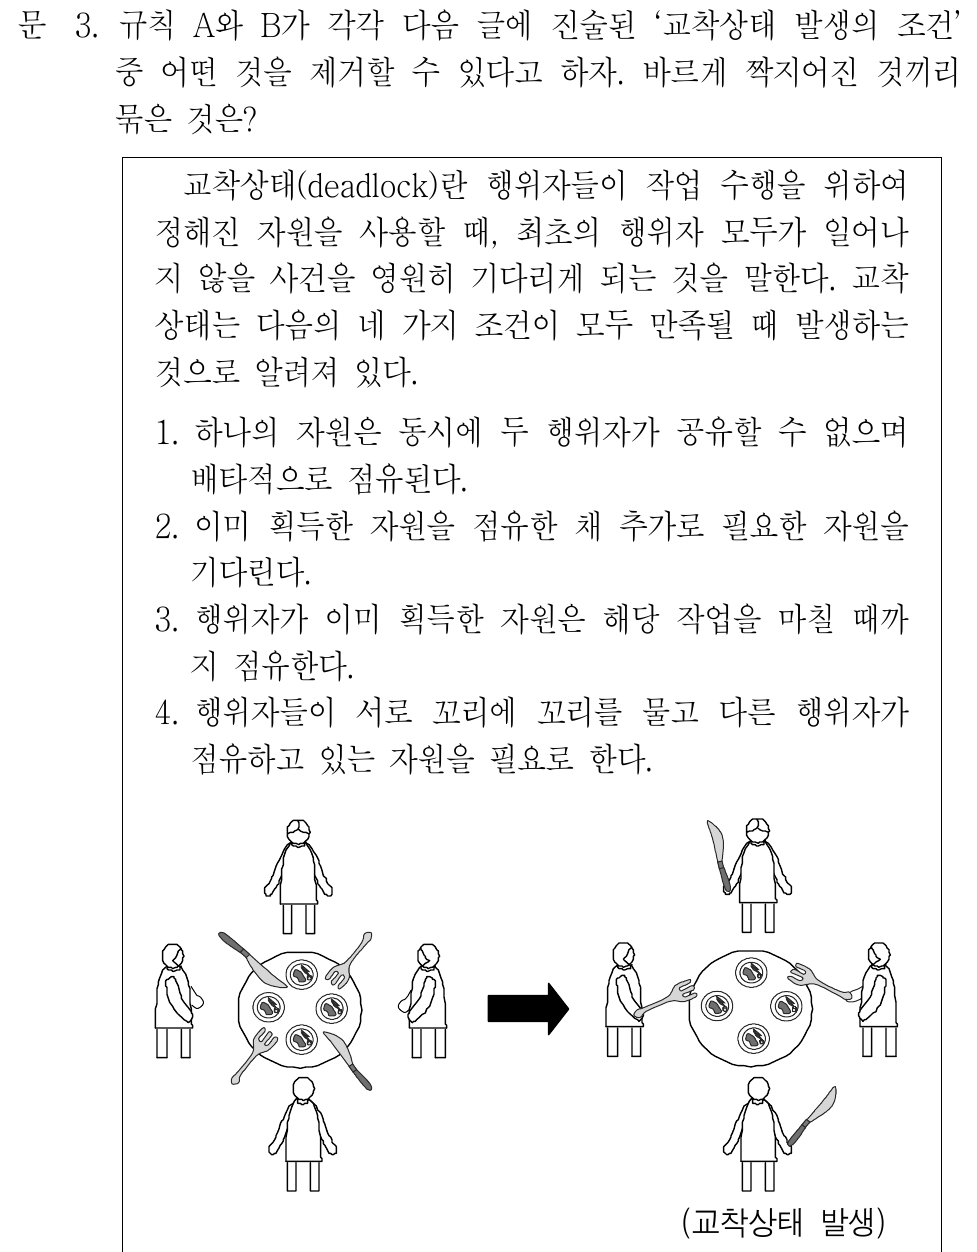 문 3. 규칙 A와 B가 각각 다음 글에 진술된 ‘교착상태 발생의 조건’
중 어떤 것을 제거할 수 있다고 하자. 바르게 짝지어진 것끼리
묶은 것은?
교착상태(deadlock)란 행위자들이 작업 수행을 위하여
정해진 자원을 사용할 때, 최초의 행위자 모두가 일어나
지 않을 사건을 영원히 기다리게 되는 것을 말한다. 교착
상태는 다음의 네 가지 조건이 모두 만족될 때 발생하는
것으로 알려져 있다.
1. 하나의 자원은 동시에 두 행위자가 공유할 수 없으며
배타적으로 점유된다.
2. 이미 획득한 자원을 점유한 채 추가로 필요한 자원을
기다린다.
3. 행위자가 이미 획득한 자원은 해당 작업을 마칠 때까
지 점유한다.
4. 행위자들이 서로 꼬리에 꼬리를 물고 다른 행위자가
점유하고 있는 자원을 필요로 한다.
(교착상태 발생)